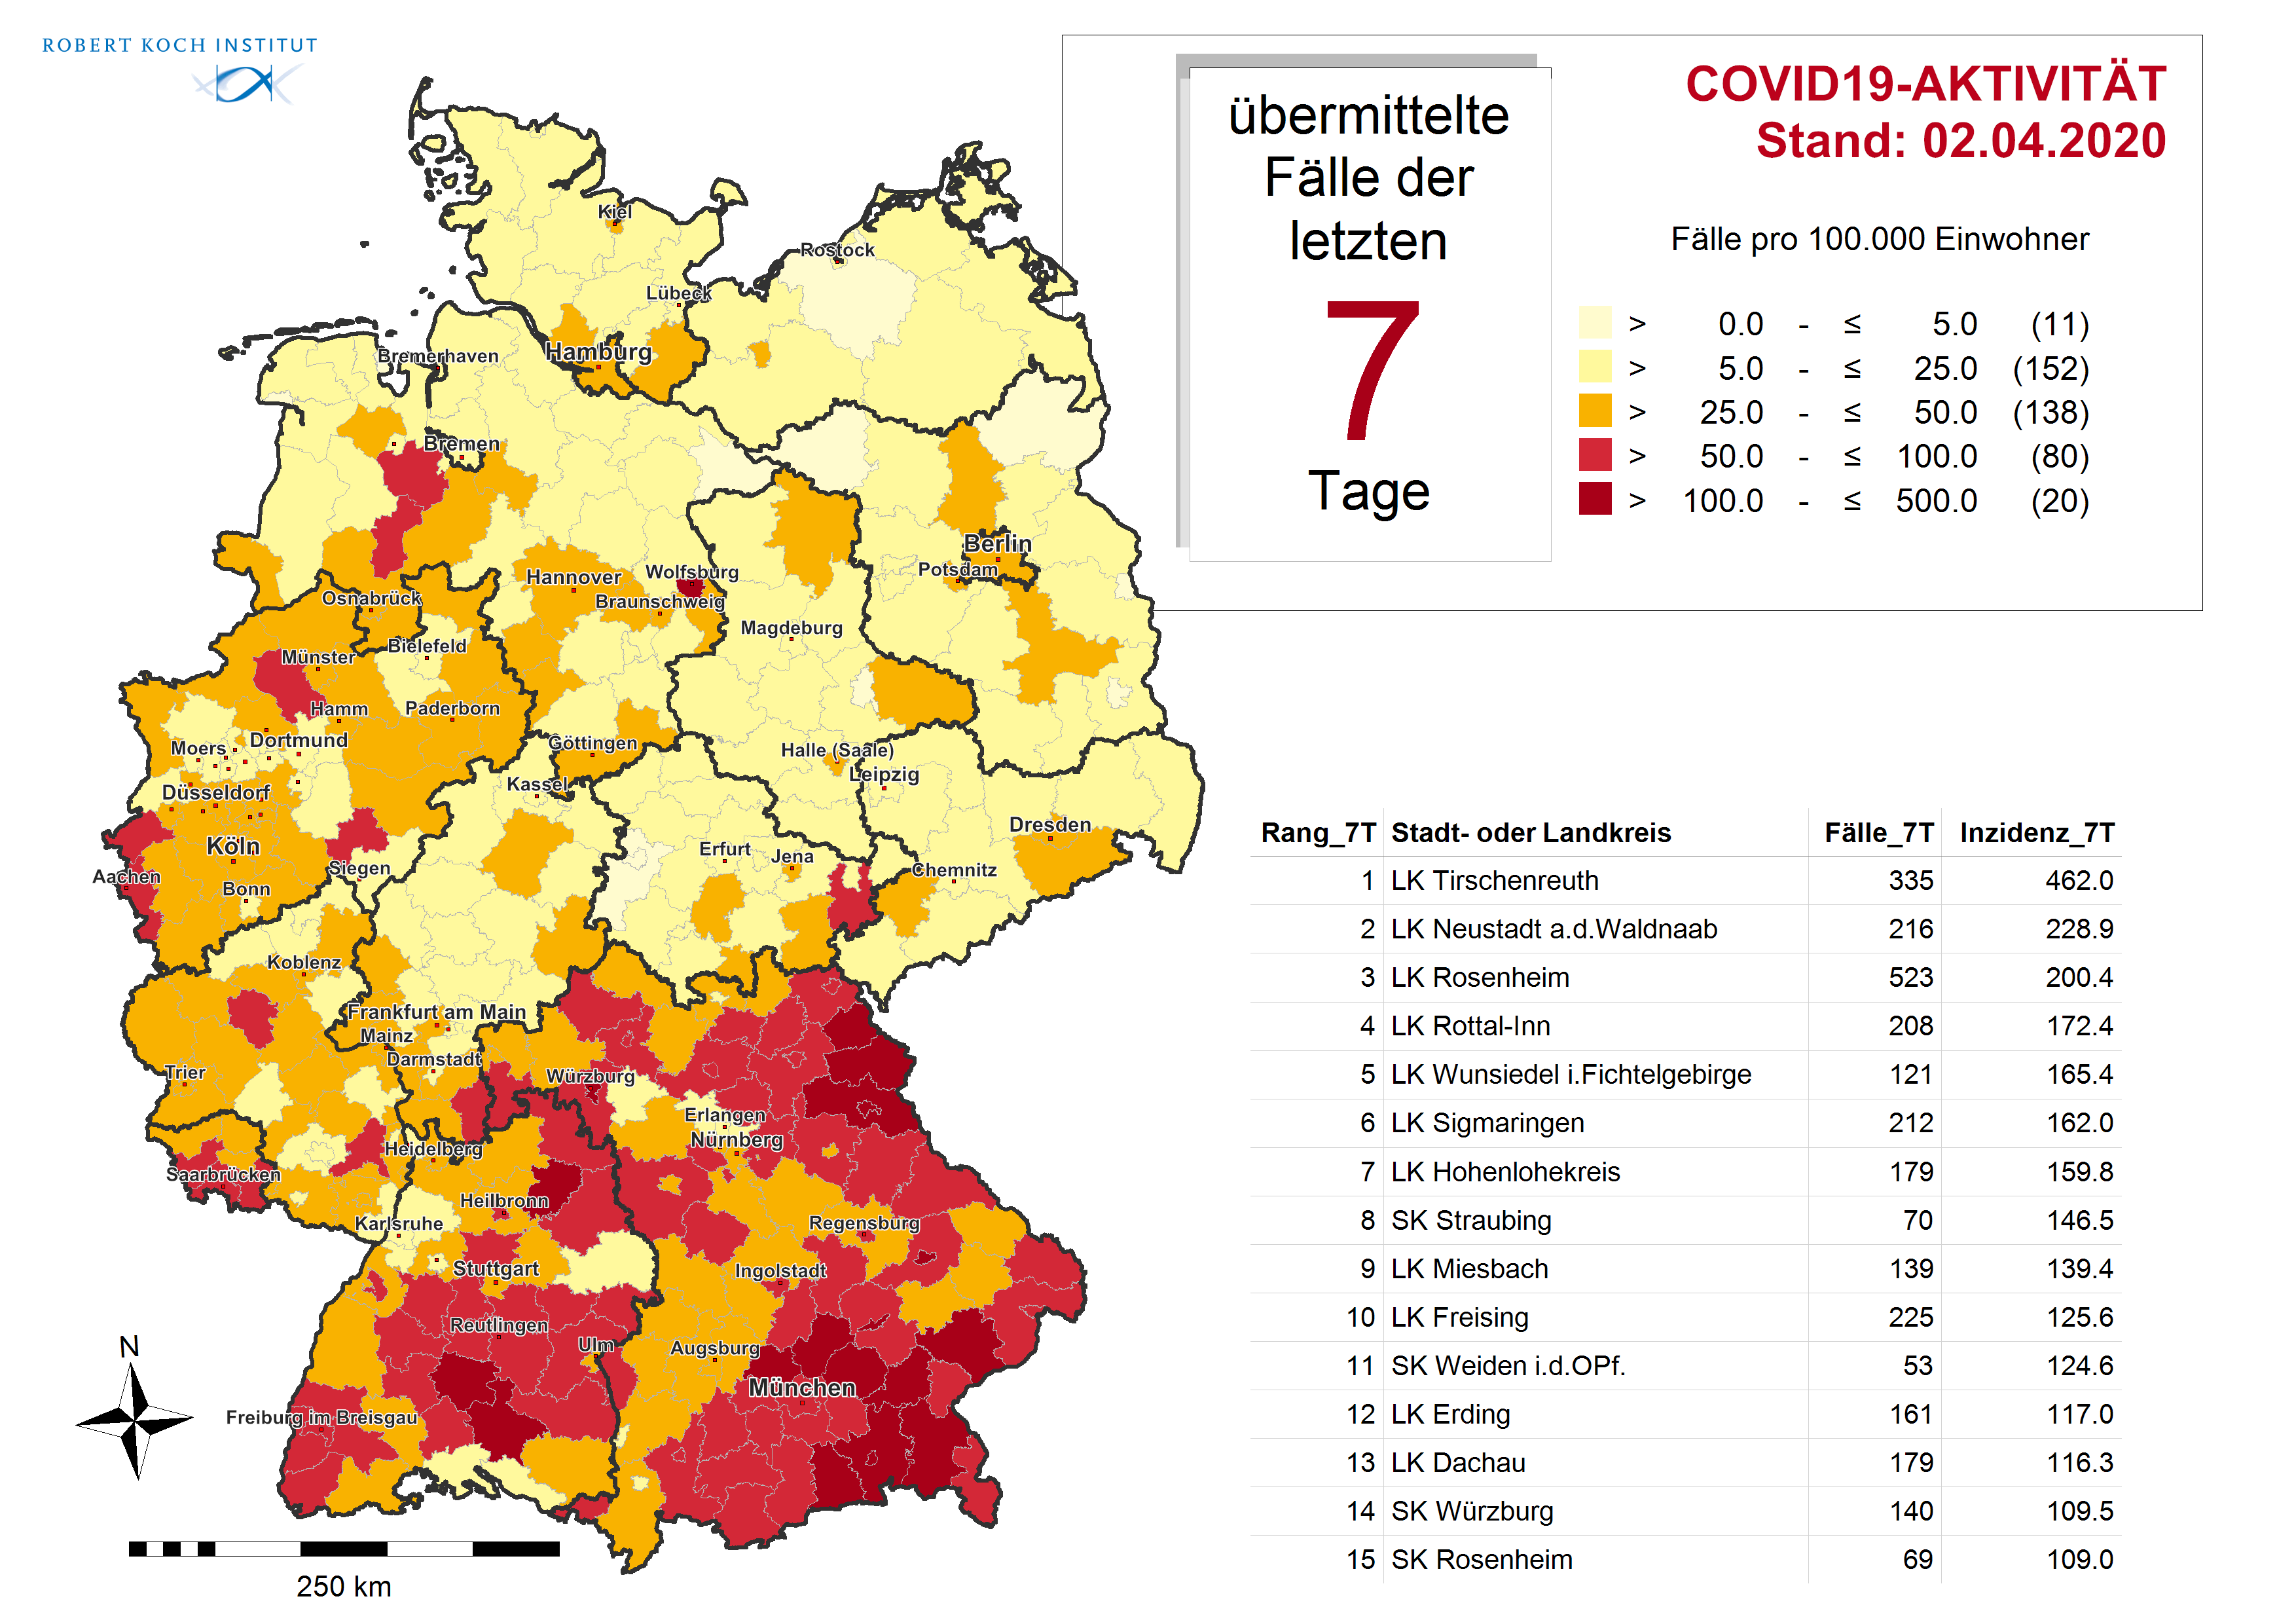 ROBERT KOCH INSTITUT
übermittelte
Fälle der
letzten
7
Tage
COVID19-AKTIVITÄT
Stand: 02.04.2020
Fälle pro 100.000 Einwohner
> 0.0 - ≤ 5.0 (11)
> 5.0 - ≤ 25.0 (152)
> 25.0 - ≤ 50.0 (138)
> 50.0 - ≤ 100.0 (80)
> 100.0 - ≤ 500.0 (20)
Kiel
Rostock
Lübeck
Hamburg
Bremerhaven
Bremen
Berlin
Potsdam
Hannover
Wolfsburg
Braunschweig
Osnabrück
Magdeburg
Bielefeld
Münster
Hamm
Paderborn
Moers
Dortmund
Göttingen
Halle (Saale)
Leipzig
Kassel
Düsseldorf
Dresden
Köln
Erfurt
Jena
Chemnitz
Siegen
Aachen
Bonn
Koblenz
Frankfurt am Main
Mainz
Darmstadt
Trier
Würzburg
Erlangen
Nürnberg
Heidelberg
Saarbrücken
Heilbronn
Karlsruhe
Regensburg
Stuttgart
Ingolstadt
Reutlingen
Ulm
Augsburg
München
Freiburg im Breisgau
N
250 km
Rang_7T Stadt- oder Landkreis Fälle_7T Inzidenz_7T
1 LK Tirschenreuth 335 462.0
2 LK Neustadt a.d.Waldnaab 216 228.9
3 LK Rosenheim 523 200.4
4 LK Rottal-Inn 208 172.4
5 LK Wunsiedel i.Fichtelgebirge 121 165.4
6 LK Sigmaringen 212 162.0
7 LK Hohenlohekreis 179 159.8
8 SK Straubing 70 146.5
9 LK Miesbach 139 139.4
10 LK Freising 225 125.6
11 SK Weiden i.d.OPf. 53 124.6
12 LK Erding 161 117.0
13 LK Dachau 179 116.3
14 SK Würzburg 140 109.5
15 SK Rosenheim 69 109.0